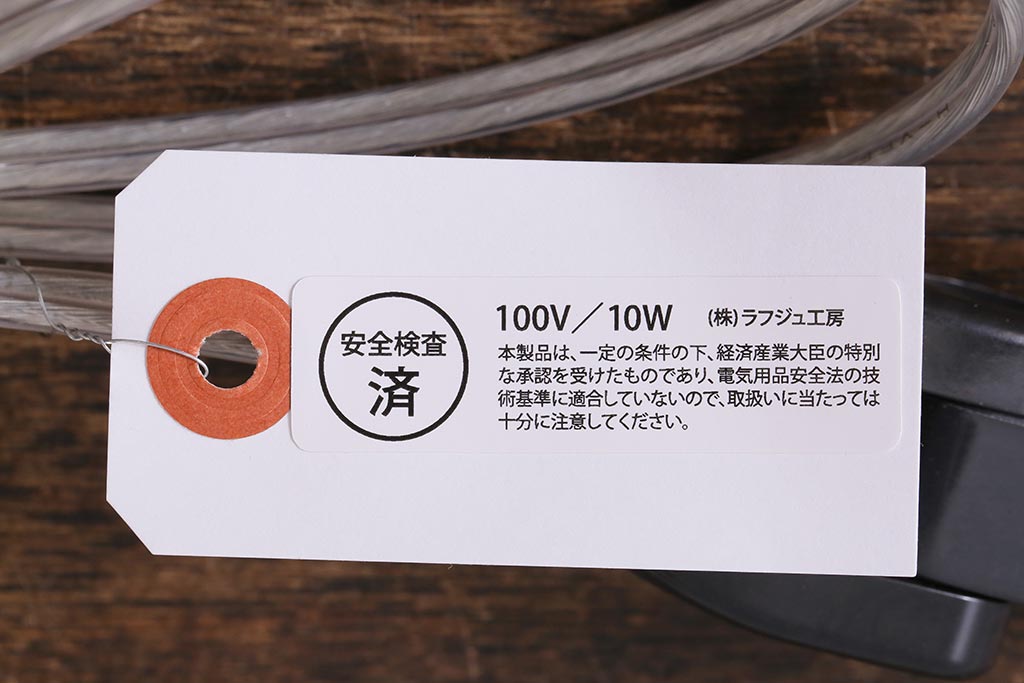 安全検査
済
100V／10W (株)ラフジュ工房
本製品は、一定の条件の下、経済産業大臣の特別
な承認を受けたものであり、電気用品安全法の技
術基準に適合していないので、取扱いに当たっては
十分に注意してください。